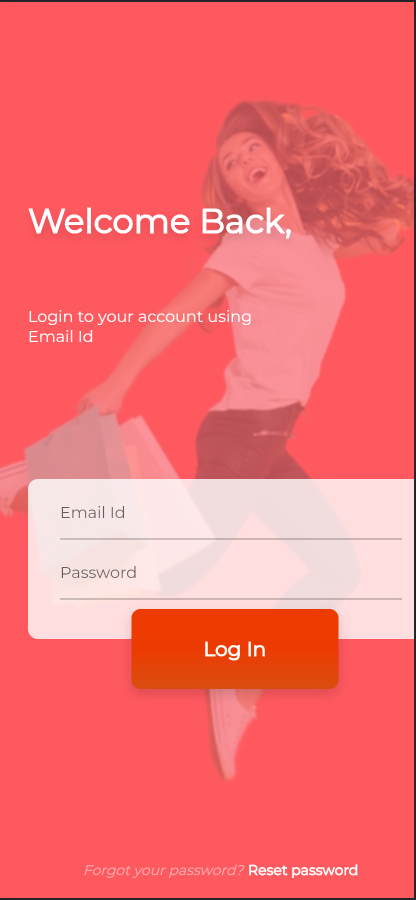 Welcome Back,
Login to your account using
Email Id
Email Id
Password
Log In
Forgot your password? Reset password